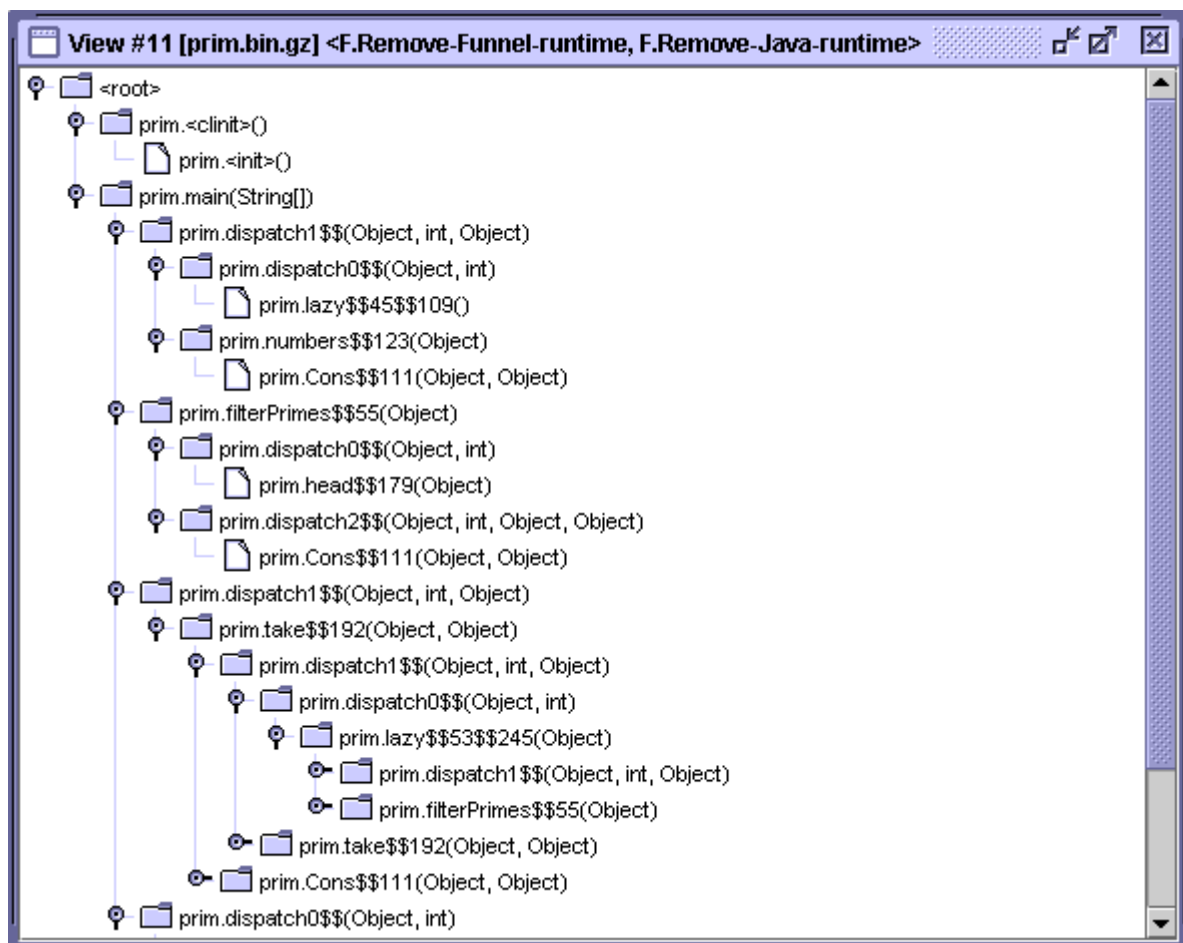 View #11 [prim.bin.gz] <F.Remove-Funnel-runtime, F.Remove-Java-runtime>
<root>
prim.<clinit>()
prim.<init>()
prim.main(String[])
prim.dispatch1$$(Object, int, Object)
prim.dispatch0$$(Object, int)
prim.lazy$$45$$109()
prim.numbers$$123(Object)
prim.Cons$$111(Object, Object)
prim.filterPrimes$$55(Object)
prim.dispatch0$$(Object, int)
prim.head$$179(Object)
prim.dispatch2$$(Object, int, Object, Object)
prim.Cons$$111(Object, Object)
prim.dispatch1$$(Object, int, Object)
prim.take$$192(Object, Object)
prim.dispatch1$$(Object, int, Object)
prim.dispatch0$$(Object, int)
prim.lazy$$53$$245(Object)
prim.dispatch1$$(Object, int, Object)
prim.filterPrimes$$55(Object)
prim.take$$192(Object, Object)
prim.Cons$$111(Object, Object)
prim.dispatch0$$(Object, int)